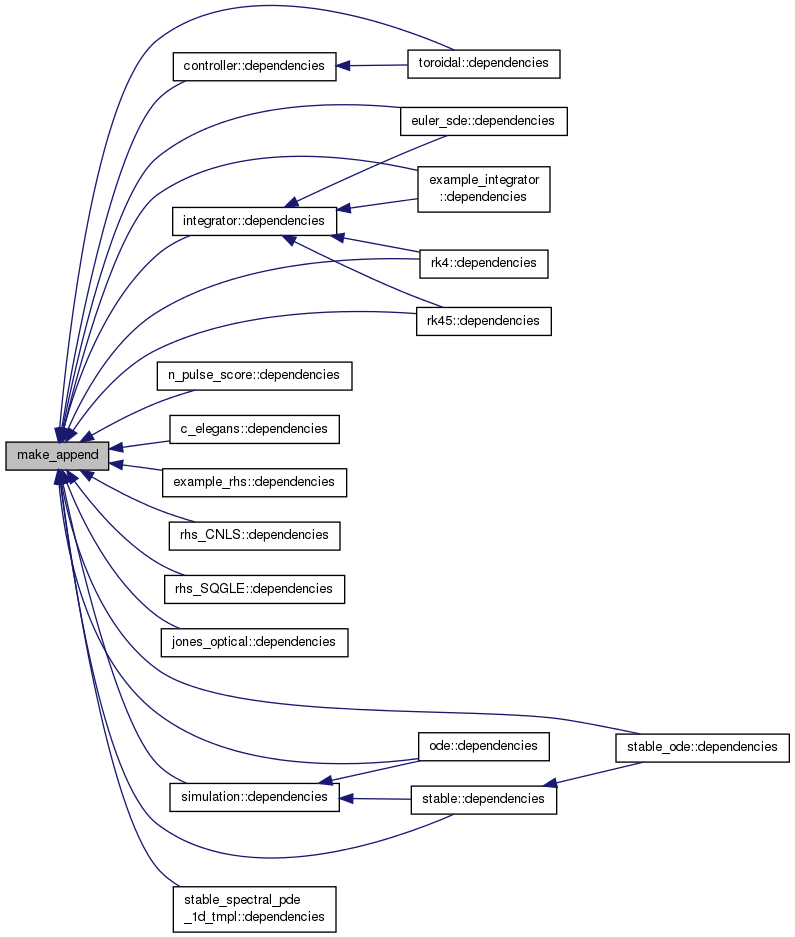 controller::dependencies
toroidal::dependencies
euler_sde::dependencies
example_integrator
::dependencies
integrator::dependencies
rk4::dependencies
rk45::dependencies
n_pulse_score::dependencies
c_elegans::dependencies
make_append
example_rhs::dependencies
rhs_CNLS::dependencies
rhs_SQGLE::dependencies
jones_optical::dependencies
ode::dependencies
stable_ode::dependencies
simulation::dependencies
stable::dependencies
stable_spectral_pde
_1d_tmpl::dependencies